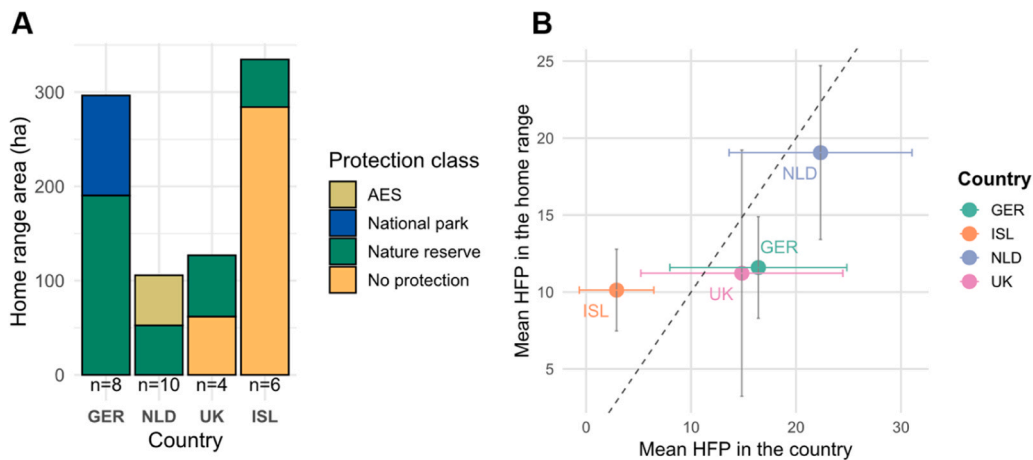 A
Home range area (ha)
300
200
100
0
n=8 n=10 n=4 n=6
GER NLD UK ISL
Country
Protection class
AES
National park
Nature reserve
No protection
B
Mean HFP in the home range
25
20
15
10
5
NLD
GER
UK
ISL
0 10 20 30
Mean HFP in the country
Country
GER
ISL
NLD
UK